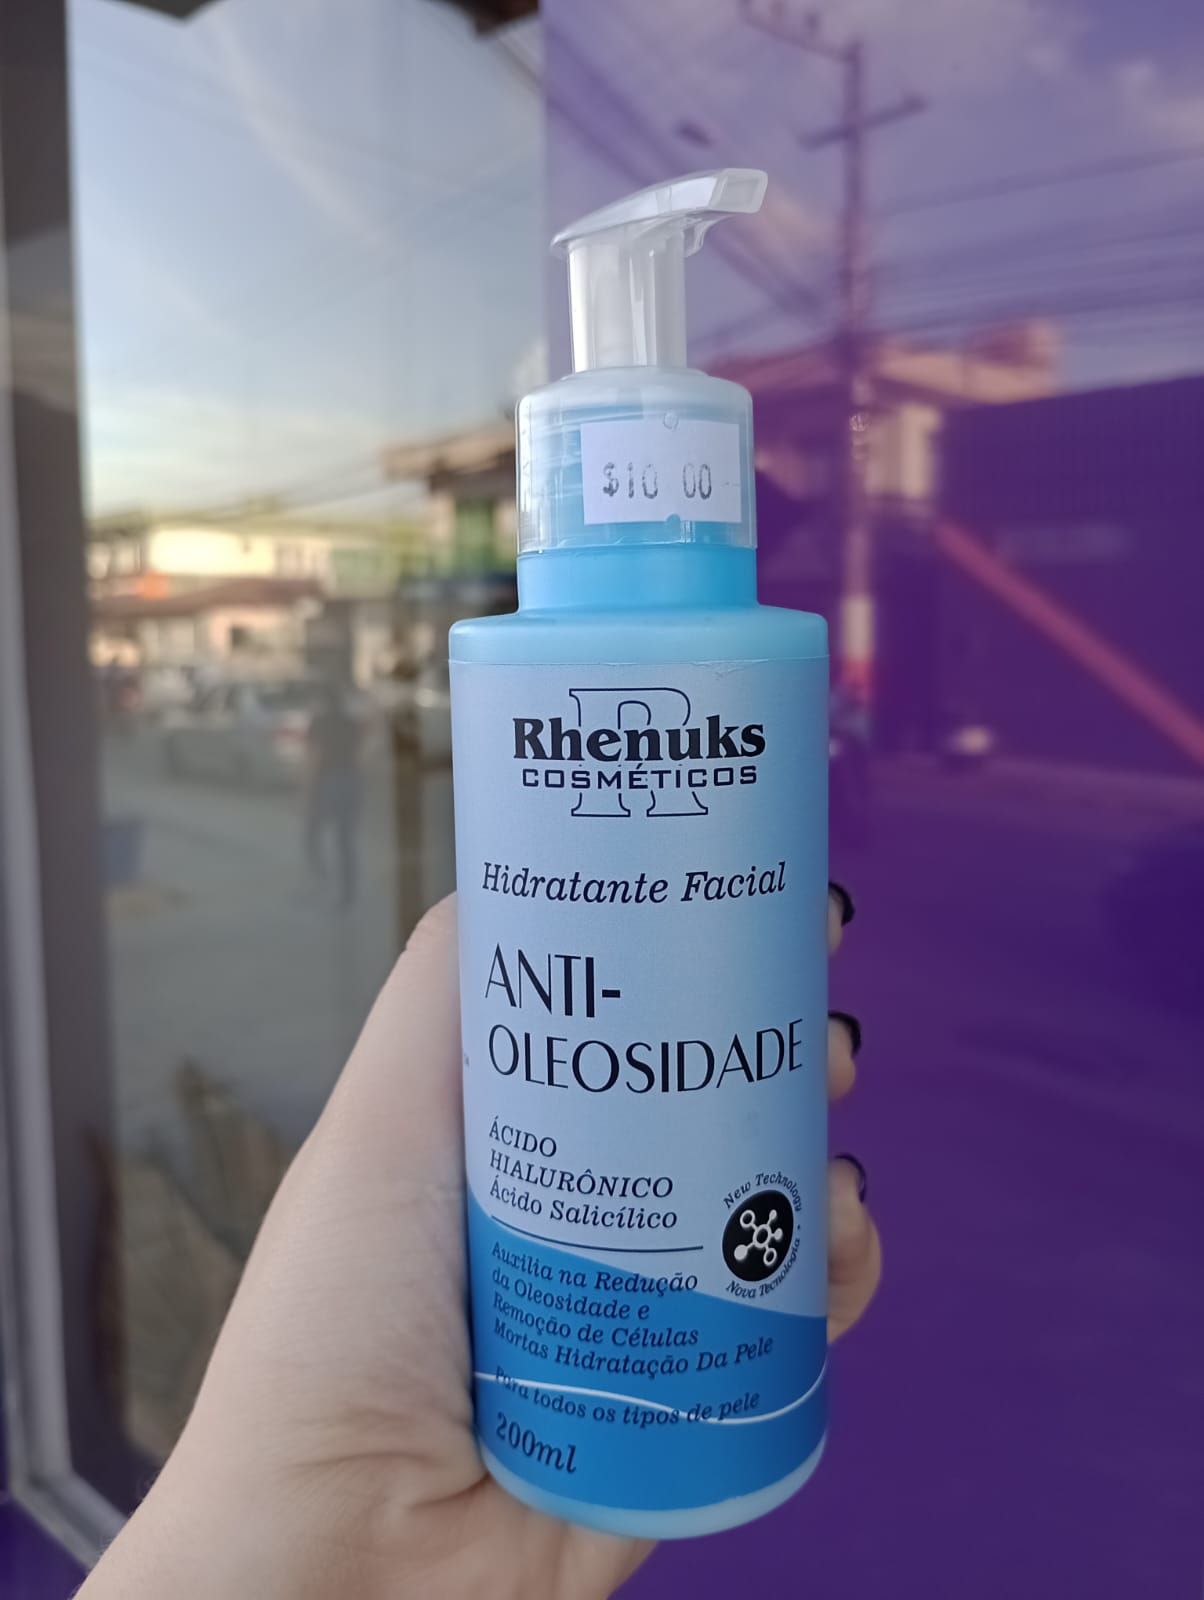 $10 00
R
Rhenuks
COSMÉTICOS
Hidratante Facial
ANTI-
OLEOSIDADE
ÁCIDO
HIALURÔNICO
Ácido Salicílico
New Technology
Nova Tecnologia
Auxilia na Redução
da Oleosidade e
Remoção de Células
Mortas Hidratação Da Pele
Para todos os tipos de pele
200ml